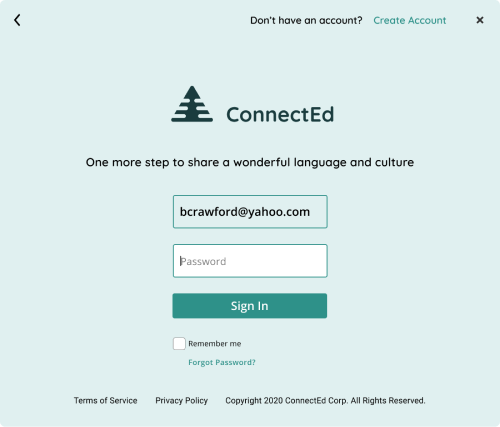 Don't have an account? Create Account
ConnectEd
One more step to share a wonderful language and culture
bcrawford@yahoo.com
Password
Sign In
Remember me
Forgot Password?
Terms of Service Privacy Policy Copyright 2020 ConnectEd Corp. All Rights Reserved.